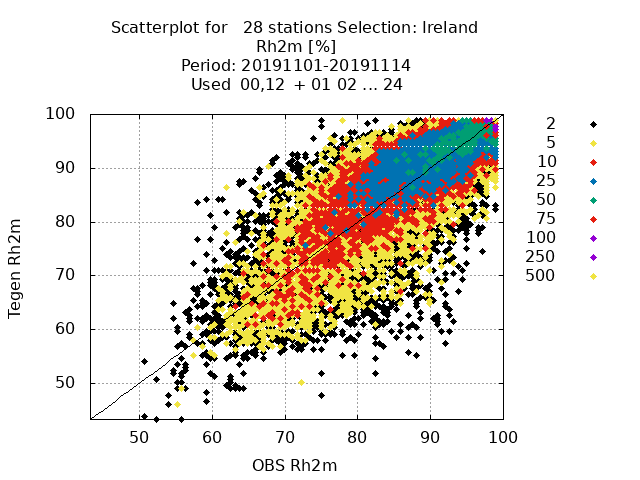 Scatterplot for   28 stations Selection: Ireland
Rh2m [%]
Period: 20191101-20191114
Used  00,12  + 01 02 ... 24
100
90
80
70
60
50
50 60 70 80 90 100
Tegen Rh2m
OBS Rh2m
2
5
10
25
50
75
100
250
500